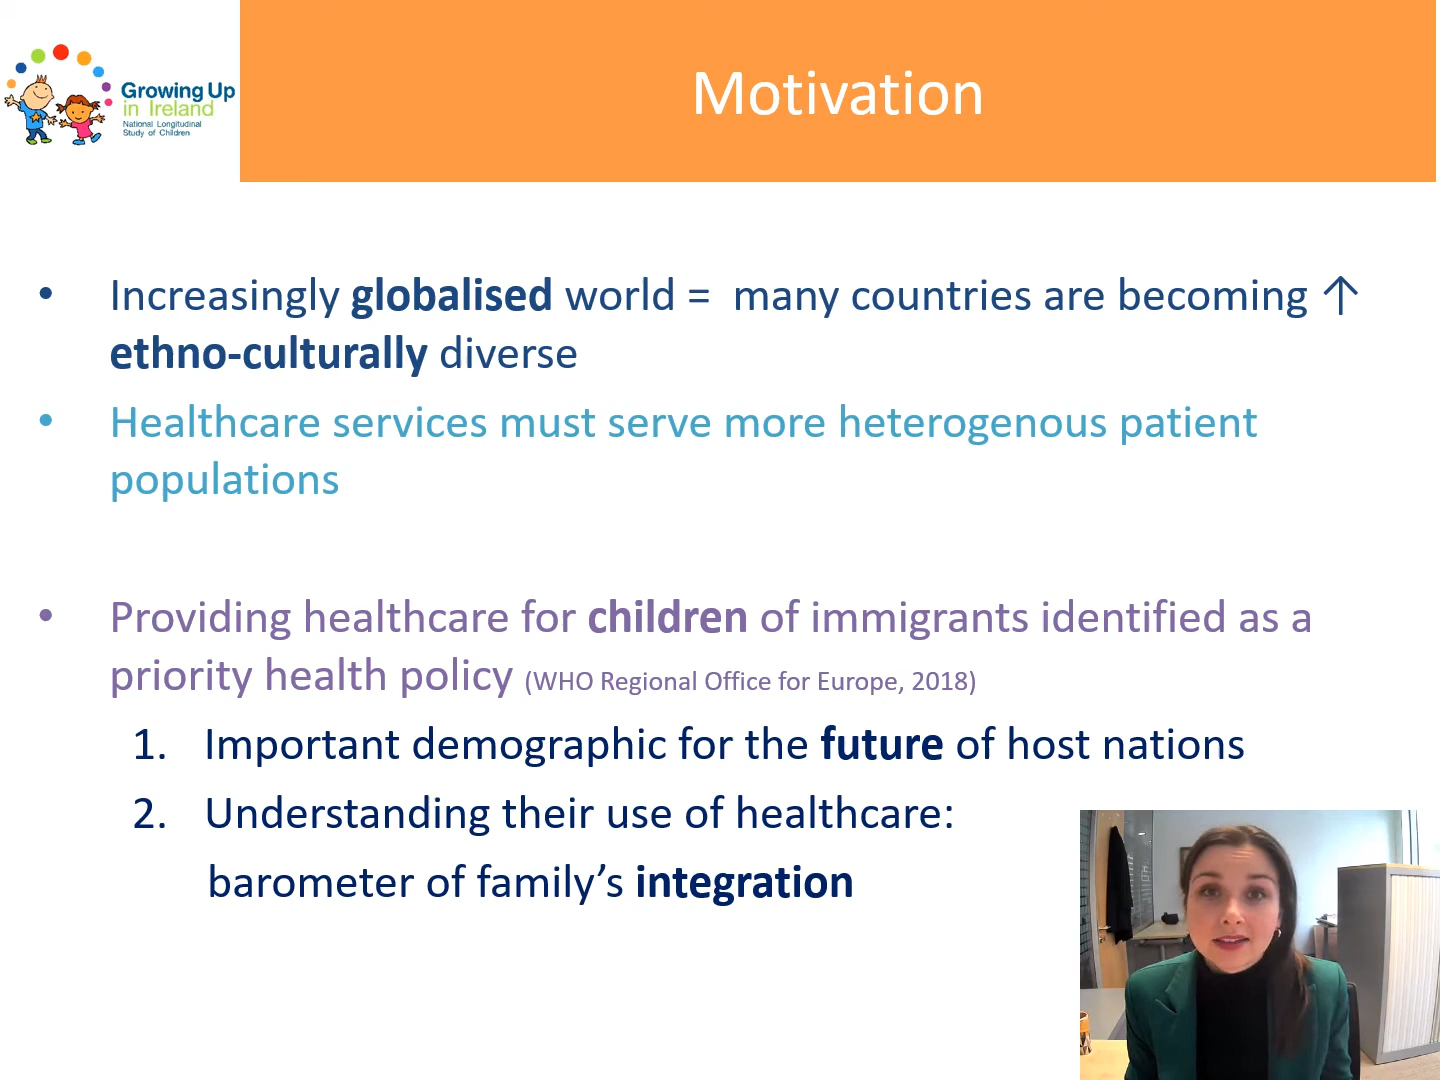 Growing Up
in Ireland
National Longitudinal
Study of Children
Motivation
• Increasingly globalised world =  many countries are becoming ↑
ethno-culturally diverse
• Healthcare services must serve more heterogenous patient
populations
• Providing healthcare for children of immigrants identified as a
priority health policy (WHO Regional Office for Europe, 2018)
1. Important demographic for the future of host nations
2. Understanding their use of healthcare:
barometer of family’s integration